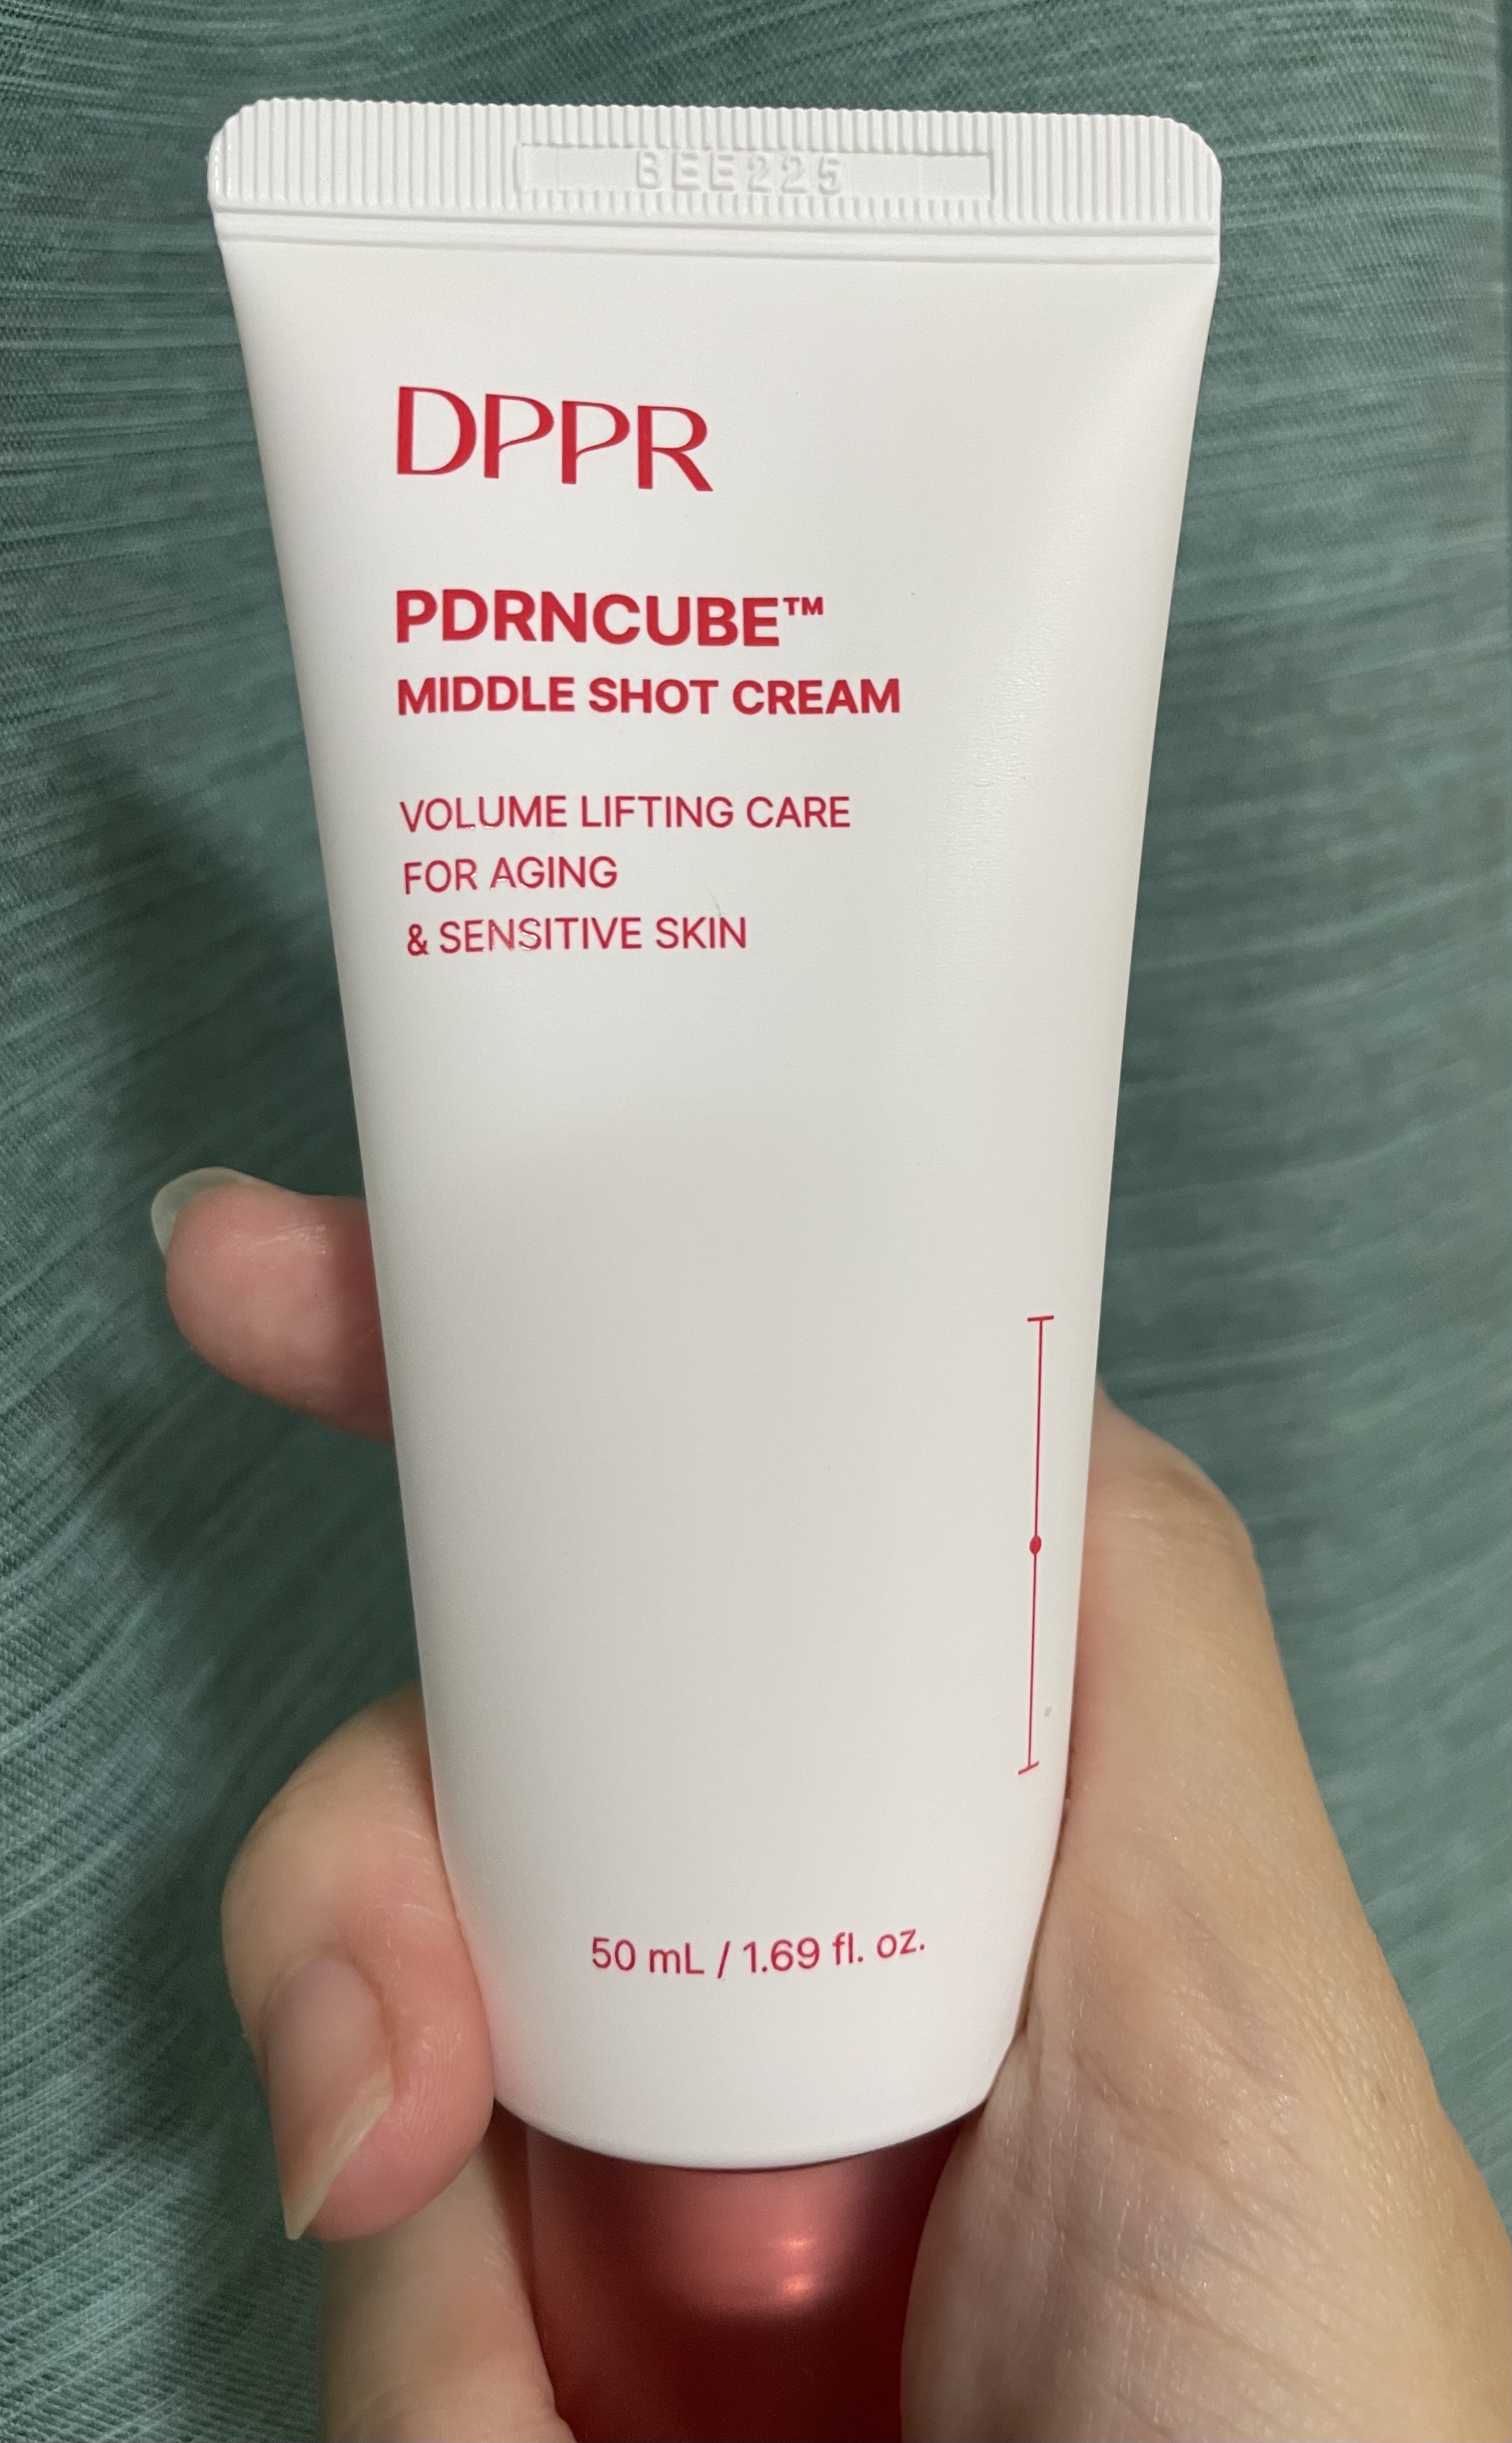 BEE225
DPPR
PDRNCUBE™
MIDDLE SHOT CREAM
VOLUME LIFTING CARE
FOR AGING
& SENSITIVE SKIN
50 mL / 1.69 fl. oz.